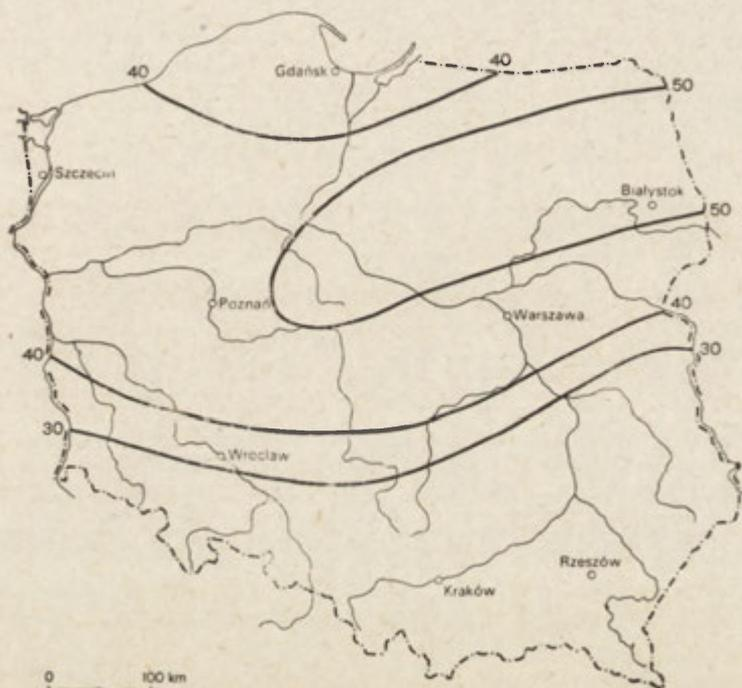 40
Gdańsk
40
50
Szczecin
Białystok
50
Poznań
Warszawa
40
30
40
30
Wrocław
Rzeszów
Kraków
0 100 km